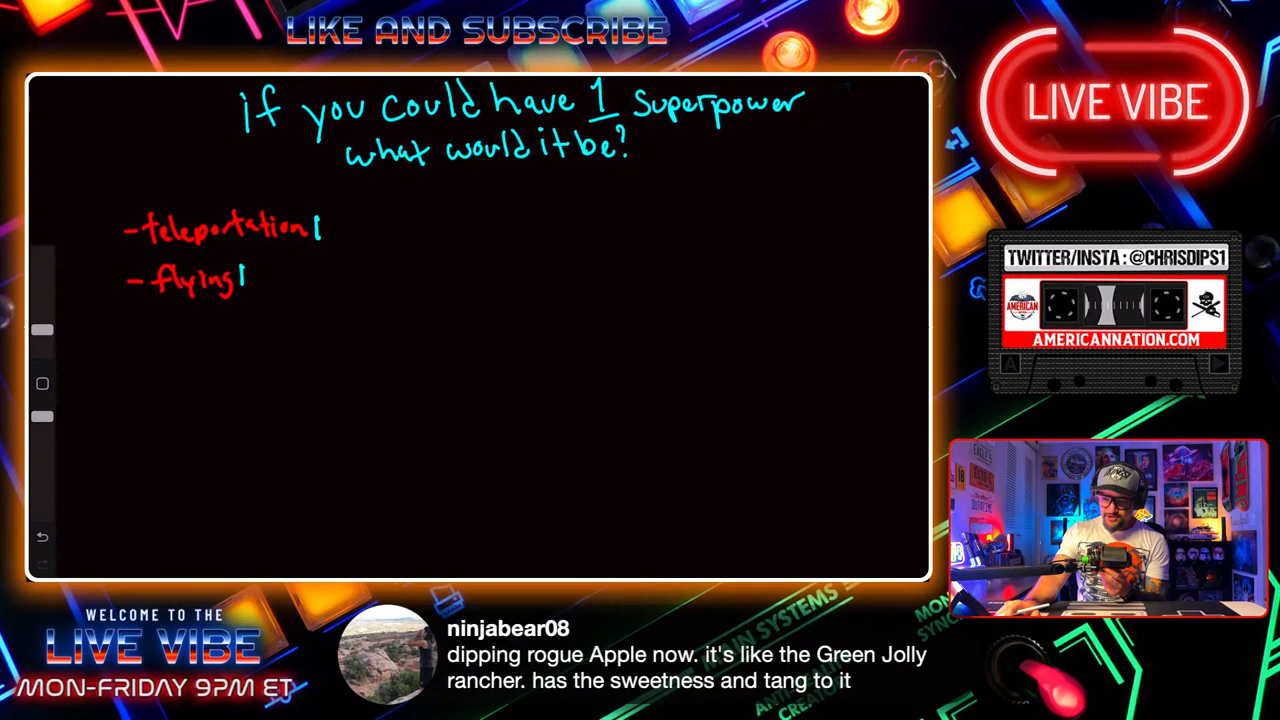 LIKE AND SUBSCRIBE
if you could have 1 superpower
what would it be?
-teleportation |
- flying |
LIVE VIBE
TWITTER/INSTA : @CHRISDIPS1
AMERICAN
AMERICANNATION.COM
A
WELCOME TO THE
LIVE VIBE
MON-FRIDAY 9PM ET
ninjabear08
dipping rogue Apple now. it's like the Green Jolly
rancher. has the sweetness and tang to it